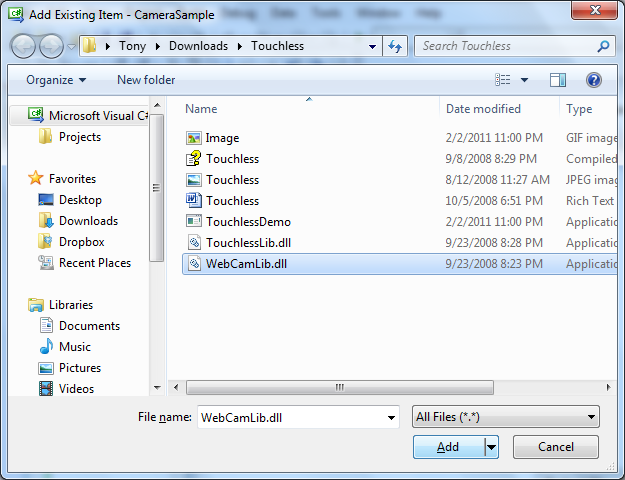 Add Existing Item - CameraSample
Tony Downloads Touchless
Search Touchless
Organize New folder
Name Date modified Type
Microsoft Visual C#
Projects
Favorites
Desktop
Downloads
Dropbox
Recent Places
Libraries
Documents
Music
Pictures
Videos
Image 2/2/2011 11:00 PM GIF image
Touchless 9/8/2008 8:29 PM Compiled
Touchless 8/12/2008 11:27 AM JPEG imag
Touchless 10/5/2008 6:51 PM Rich Text
TouchlessDemo 2/2/2011 11:00 PM Applicatio
TouchlessLib.dll 9/23/2008 8:28 PM Applicatio
WebCamLib.dll 9/23/2008 8:23 PM Applicatio
File name: WebCamLib.dll All Files (*.*)
Add Cancel